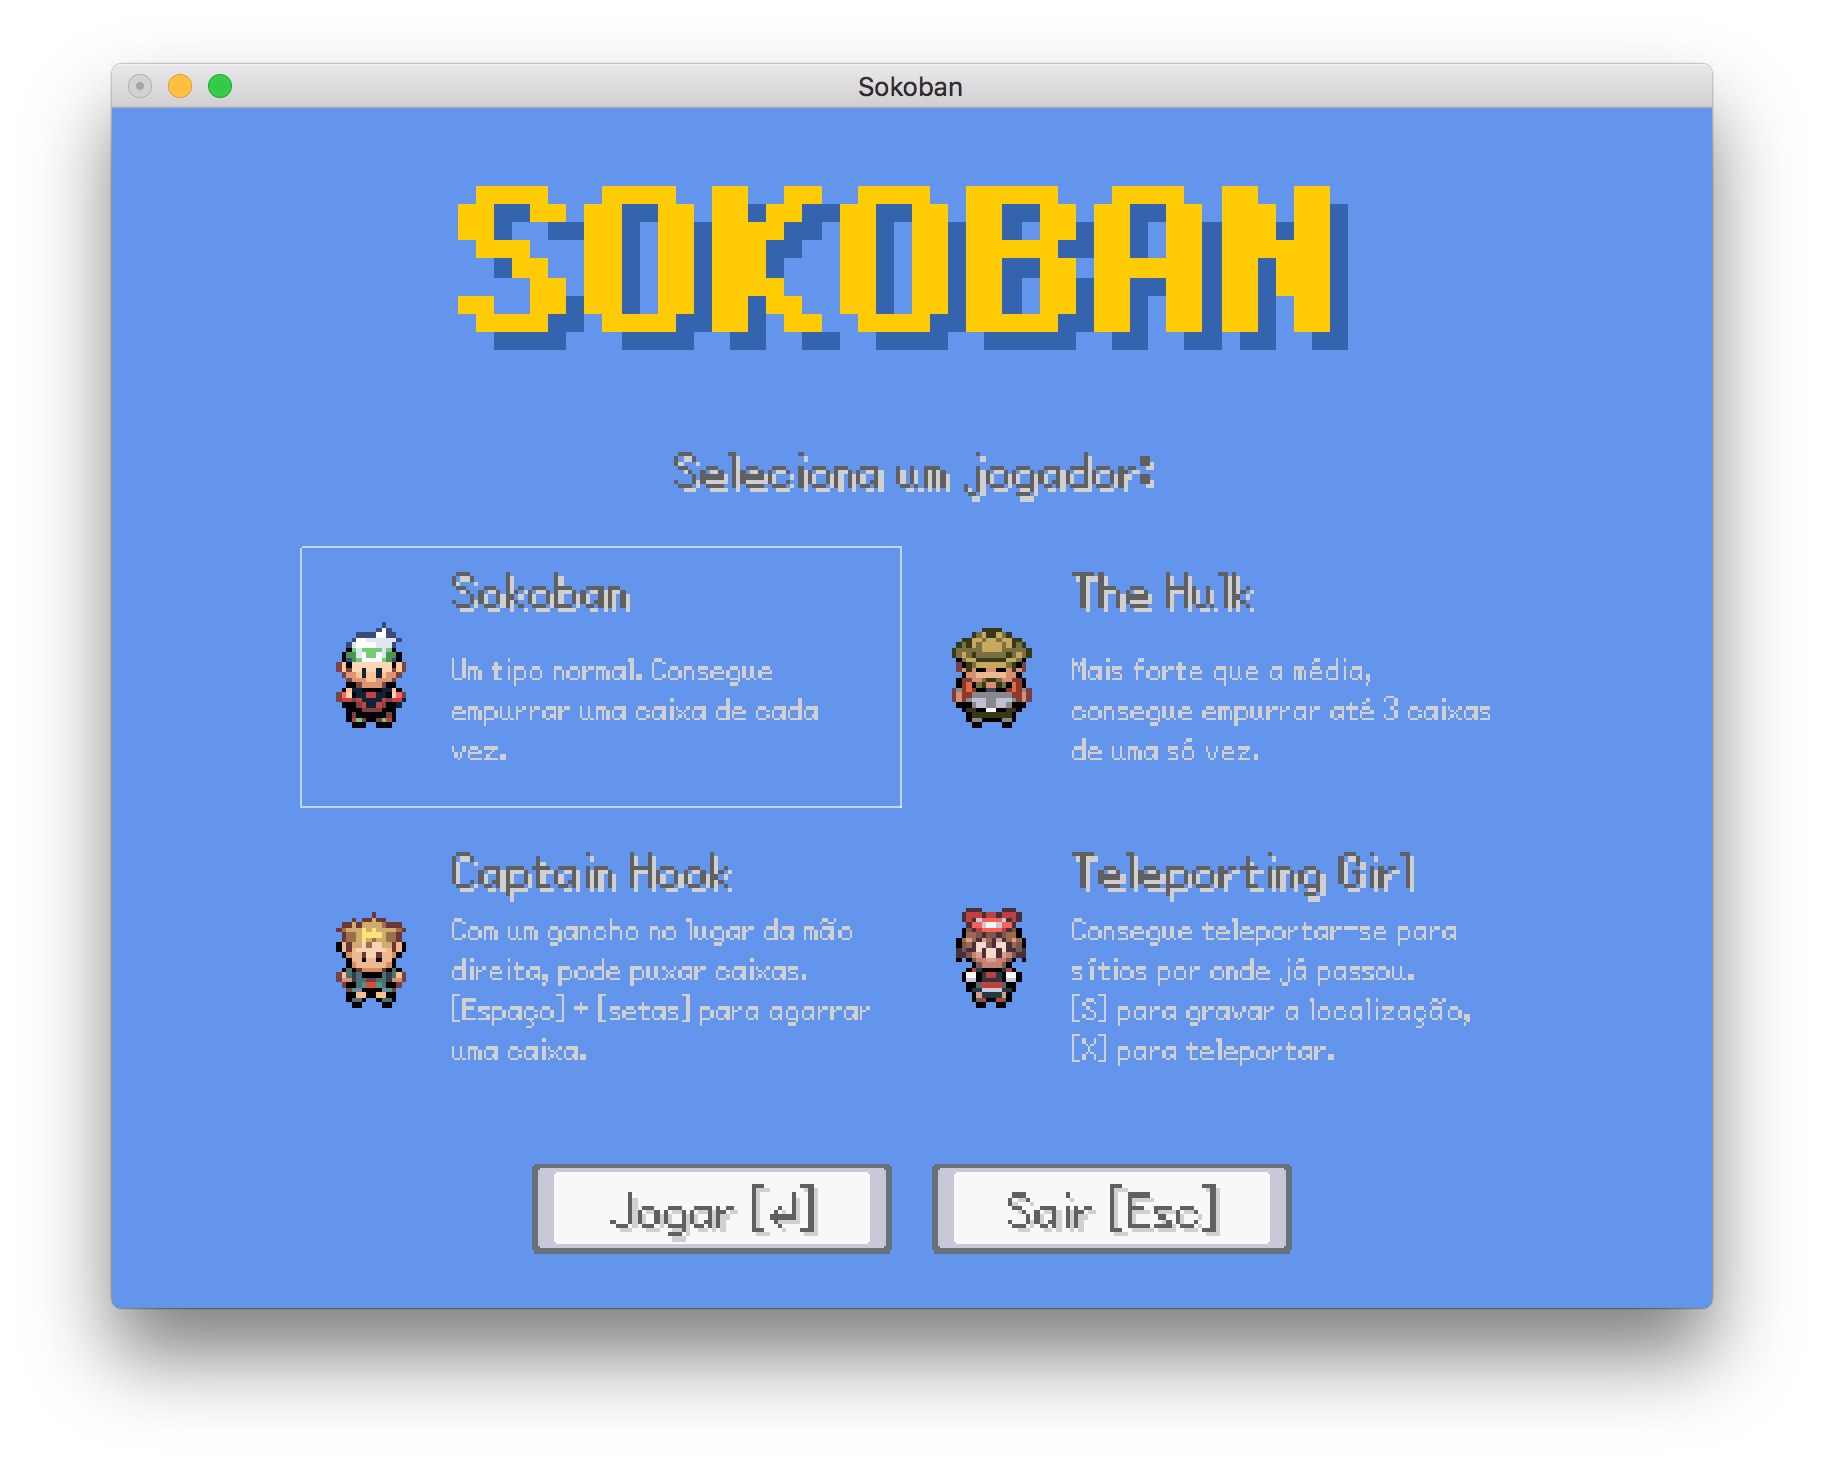 Sokoban
SOKOBAN
Seleciona um jogador:
Sokoban
Um tipo normal. Consegue
empurrar uma caixa de cada
vez.
The Hulk
Mais forte que a média,
consegue empurrar até 3 caixas
de uma só vez.
Captain Hook
Com um gancho no lugar da mão
direita, pode puxar caixas.
[Espaço] + [setas] para agarrar
uma caixa.
Teleporting Girl
Consegue teleportar-se para
sítios por onde já passou.
[S] para gravar a localização,
[X] para teleportar.
Jogar [↵]
Sair [Esc]